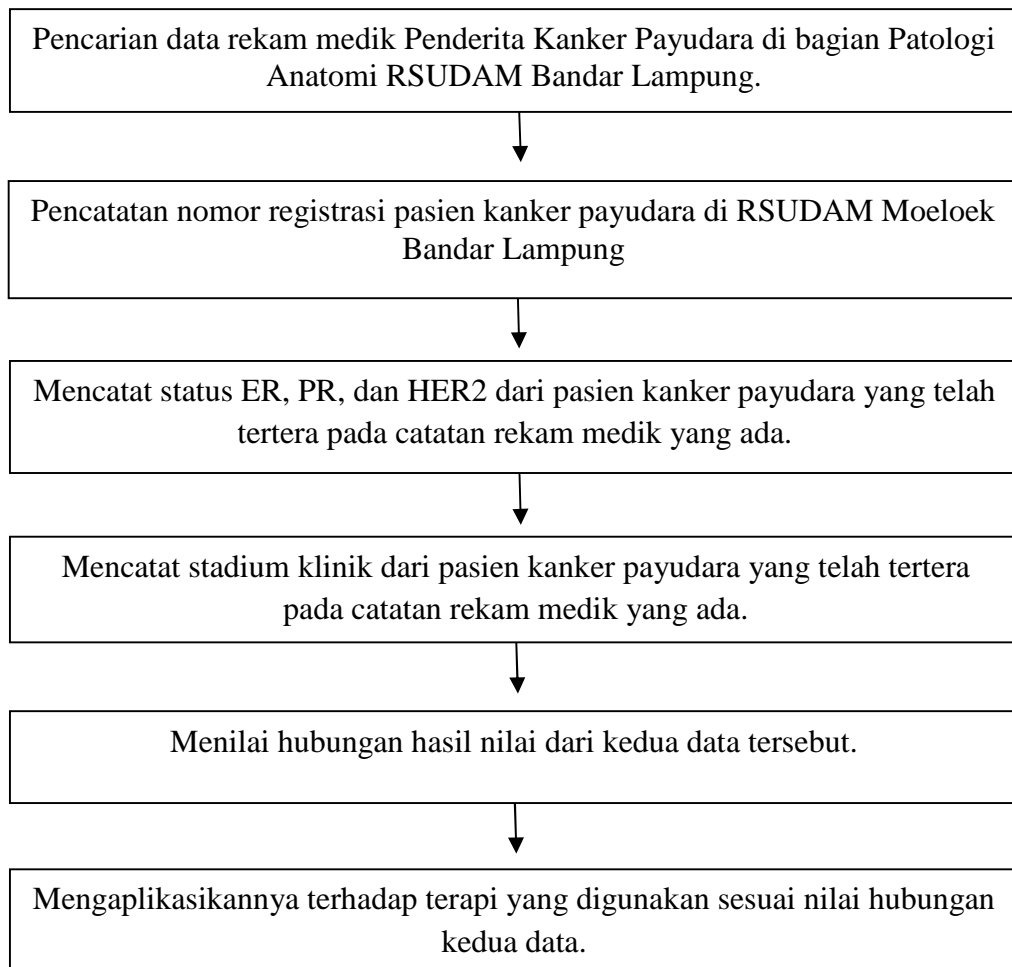 Pencarian data rekam medik Penderita Kanker Payudara di bagian Patologi
Anatomi RSUDAM Bandar Lampung.
Pencatatan nomor registrasi pasien kanker payudara di RSUDAM Moeloek
Bandar Lampung
Mencatat status ER, PR, dan HER2 dari pasien kanker payudara yang telah
tertera pada catatan rekam medik yang ada.
Mencatat stadium klinik dari pasien kanker payudara yang telah tertera
pada catatan rekam medik yang ada.
Menilai hubungan hasil nilai dari kedua data tersebut.
Mengaplikasikannya terhadap terapi yang digunakan sesuai nilai hubungan
kedua data.